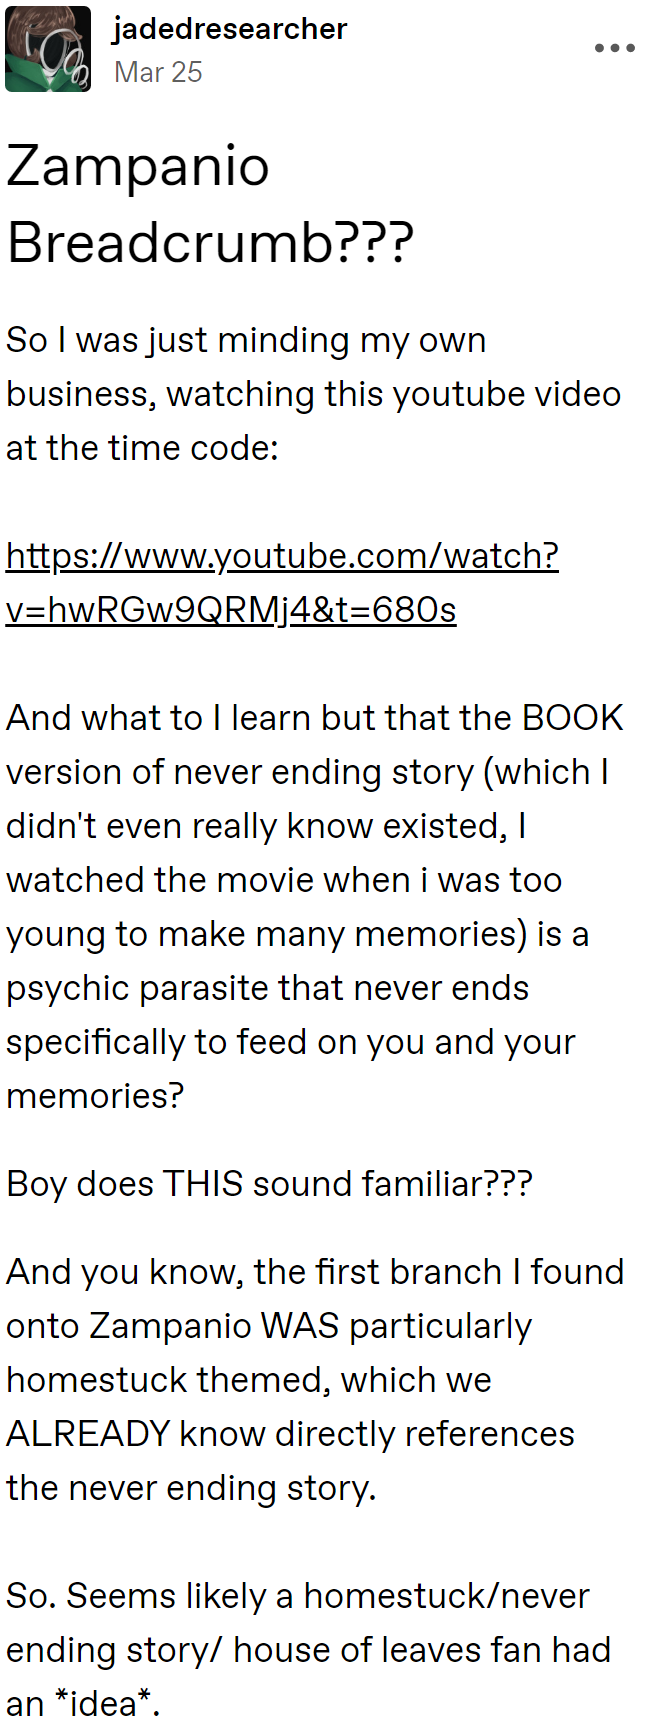 jadedresearcher
Mar 25
Zampanio
Breadcrumb???
So I was just minding my own
business, watching this youtube video
at the time code:
https://www.youtube.com/watch?
v=hwRGw9QRMj4&t=680s
And what to I learn but that the BOOK
version of never ending story (which I
didn't even really know existed, I
watched the movie when i was too
young to make many memories) is a
psychic parasite that never ends
specifically to feed on you and your
memories?
Boy does THIS sound familiar???
And you know, the first branch I found
onto Zampanio WAS particularly
homestuck themed, which we
ALREADY know directly references
the never ending story.
So. Seems likely a homestuck/never
ending story/ house of leaves fan had
an *idea*.